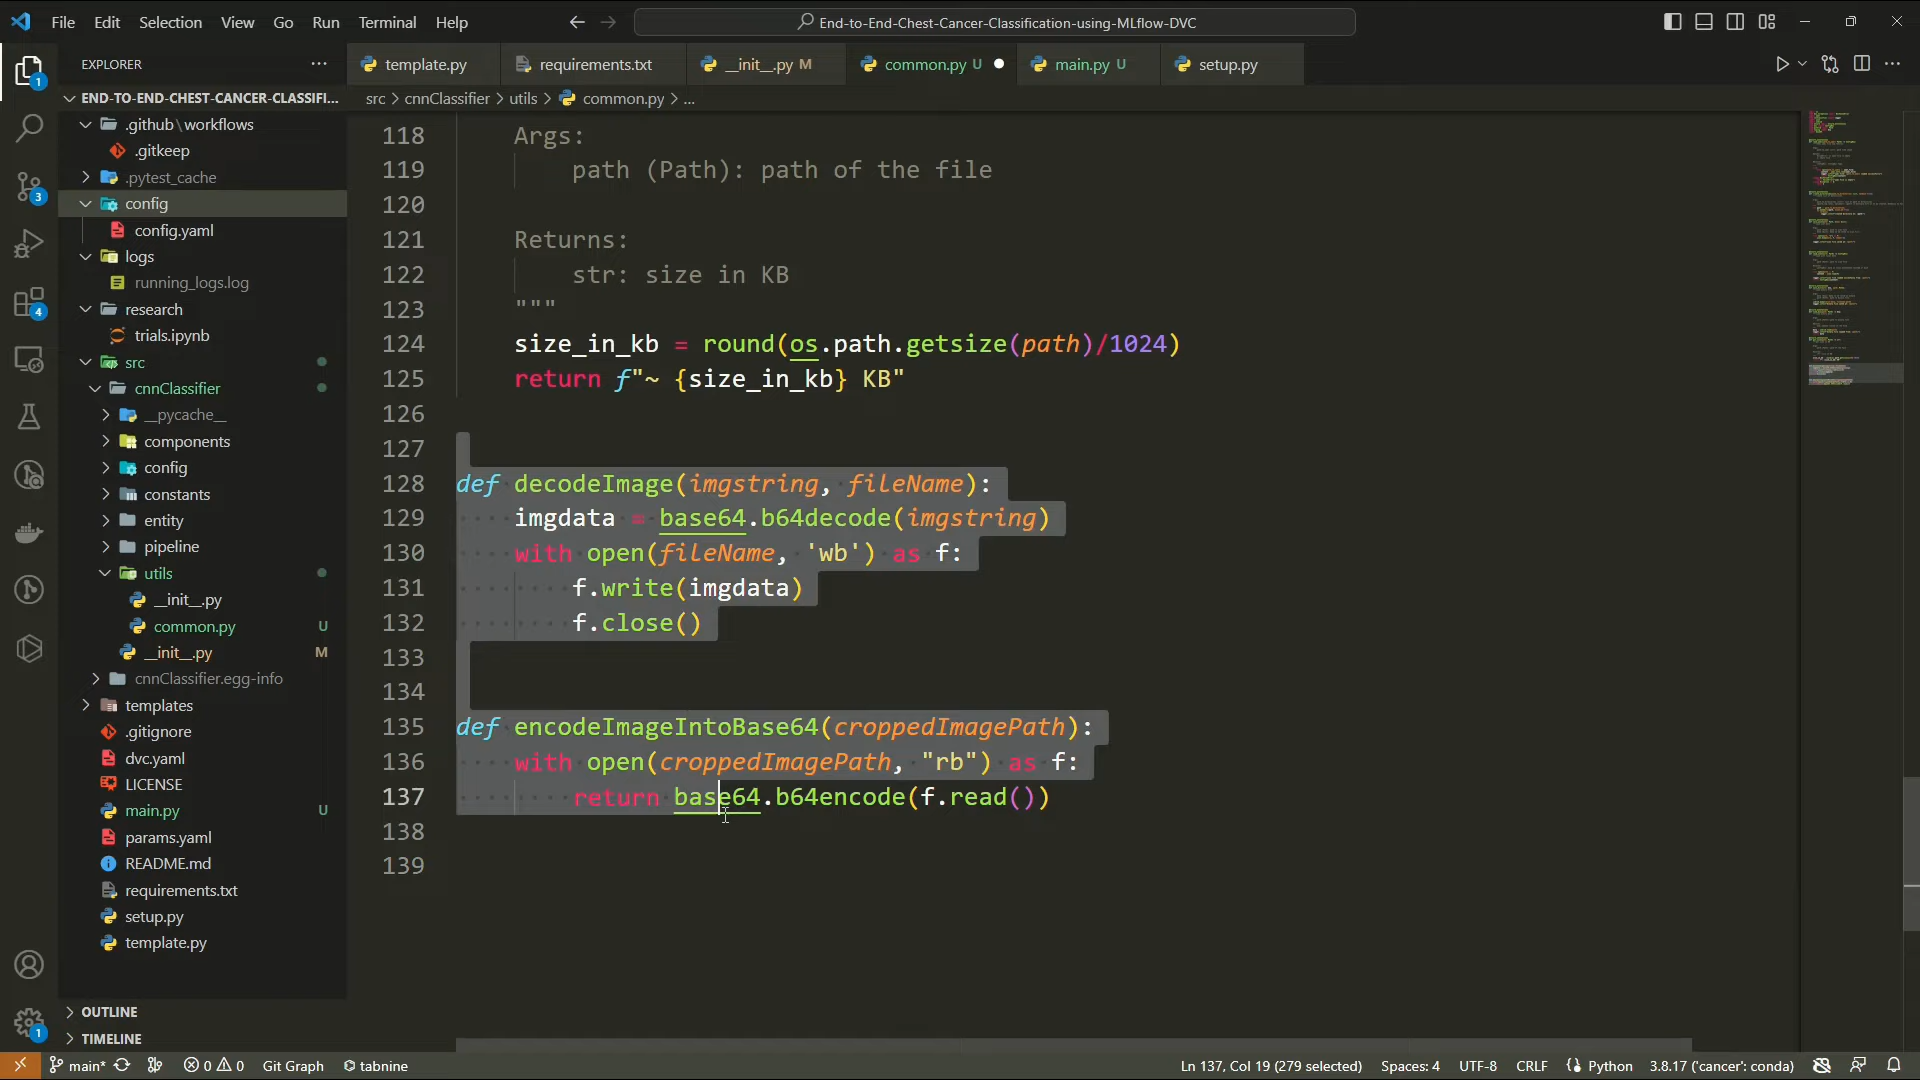 File Edit Selection View Go Run Terminal Help
End-to-End-Chest-Cancer-Classification-using-MLflow-DVC
EXPLORER
template.py
requirements.txt
__init__.py M
common.py U
main.py U
setup.py
END-TO-END-CHEST-CANCER-CLASSIFI...
src > cnnClassifier > utils > common.py > ...
.github\workflows
.gitkeep
.pytest_cache
config
config.yaml
logs
running_logs.log
research
trials.ipynb
src
cnnClassifier
__pycache__
components
config
constants
entity
pipeline
utils
__init__.py
common.py U
__init__.py M
cnnClassifier.egg-info
templates
.gitignore
dvc.yaml
LICENSE
main.py U
params.yaml
README.md
requirements.txt
setup.py
template.py
OUTLINE
TIMELINE
1
3
4
1
118 Args:
119 path (Path): path of the file
120
121 Returns:
122 str: size in KB
123 """
124 size_in_kb = round(os.path.getsize(path)/1024)
125 return f"~ {size_in_kb} KB"
126
127
128 def decodeImage(imgstring, fileName):
129 imgdata = base64.b64decode(imgstring)
130 with open(fileName, 'wb') as f:
131 f.write(imgdata)
132 f.close()
133
134
135 def encodeImageIntoBase64(croppedImagePath):
136 with open(croppedImagePath, "rb") as f:
137 return base64.b64encode(f.read())
138
139
main* 0 0 Git Graph tabnine Ln 137, Col 19 (279 selected) Spaces: 4 UTF-8 CRLF Python 3.8.17 ('cancer': conda)